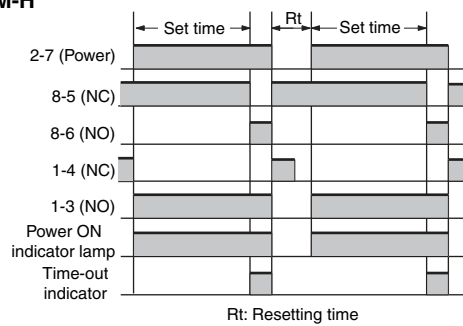 Set time
Rt
Set time
2-7 (Power)
8-5 (NC)
8-6 (NO)
1-4 (NC)
1-3 (NO)
Power ON
indicator lamp
Time-out
indicator
Rt: Resetting time